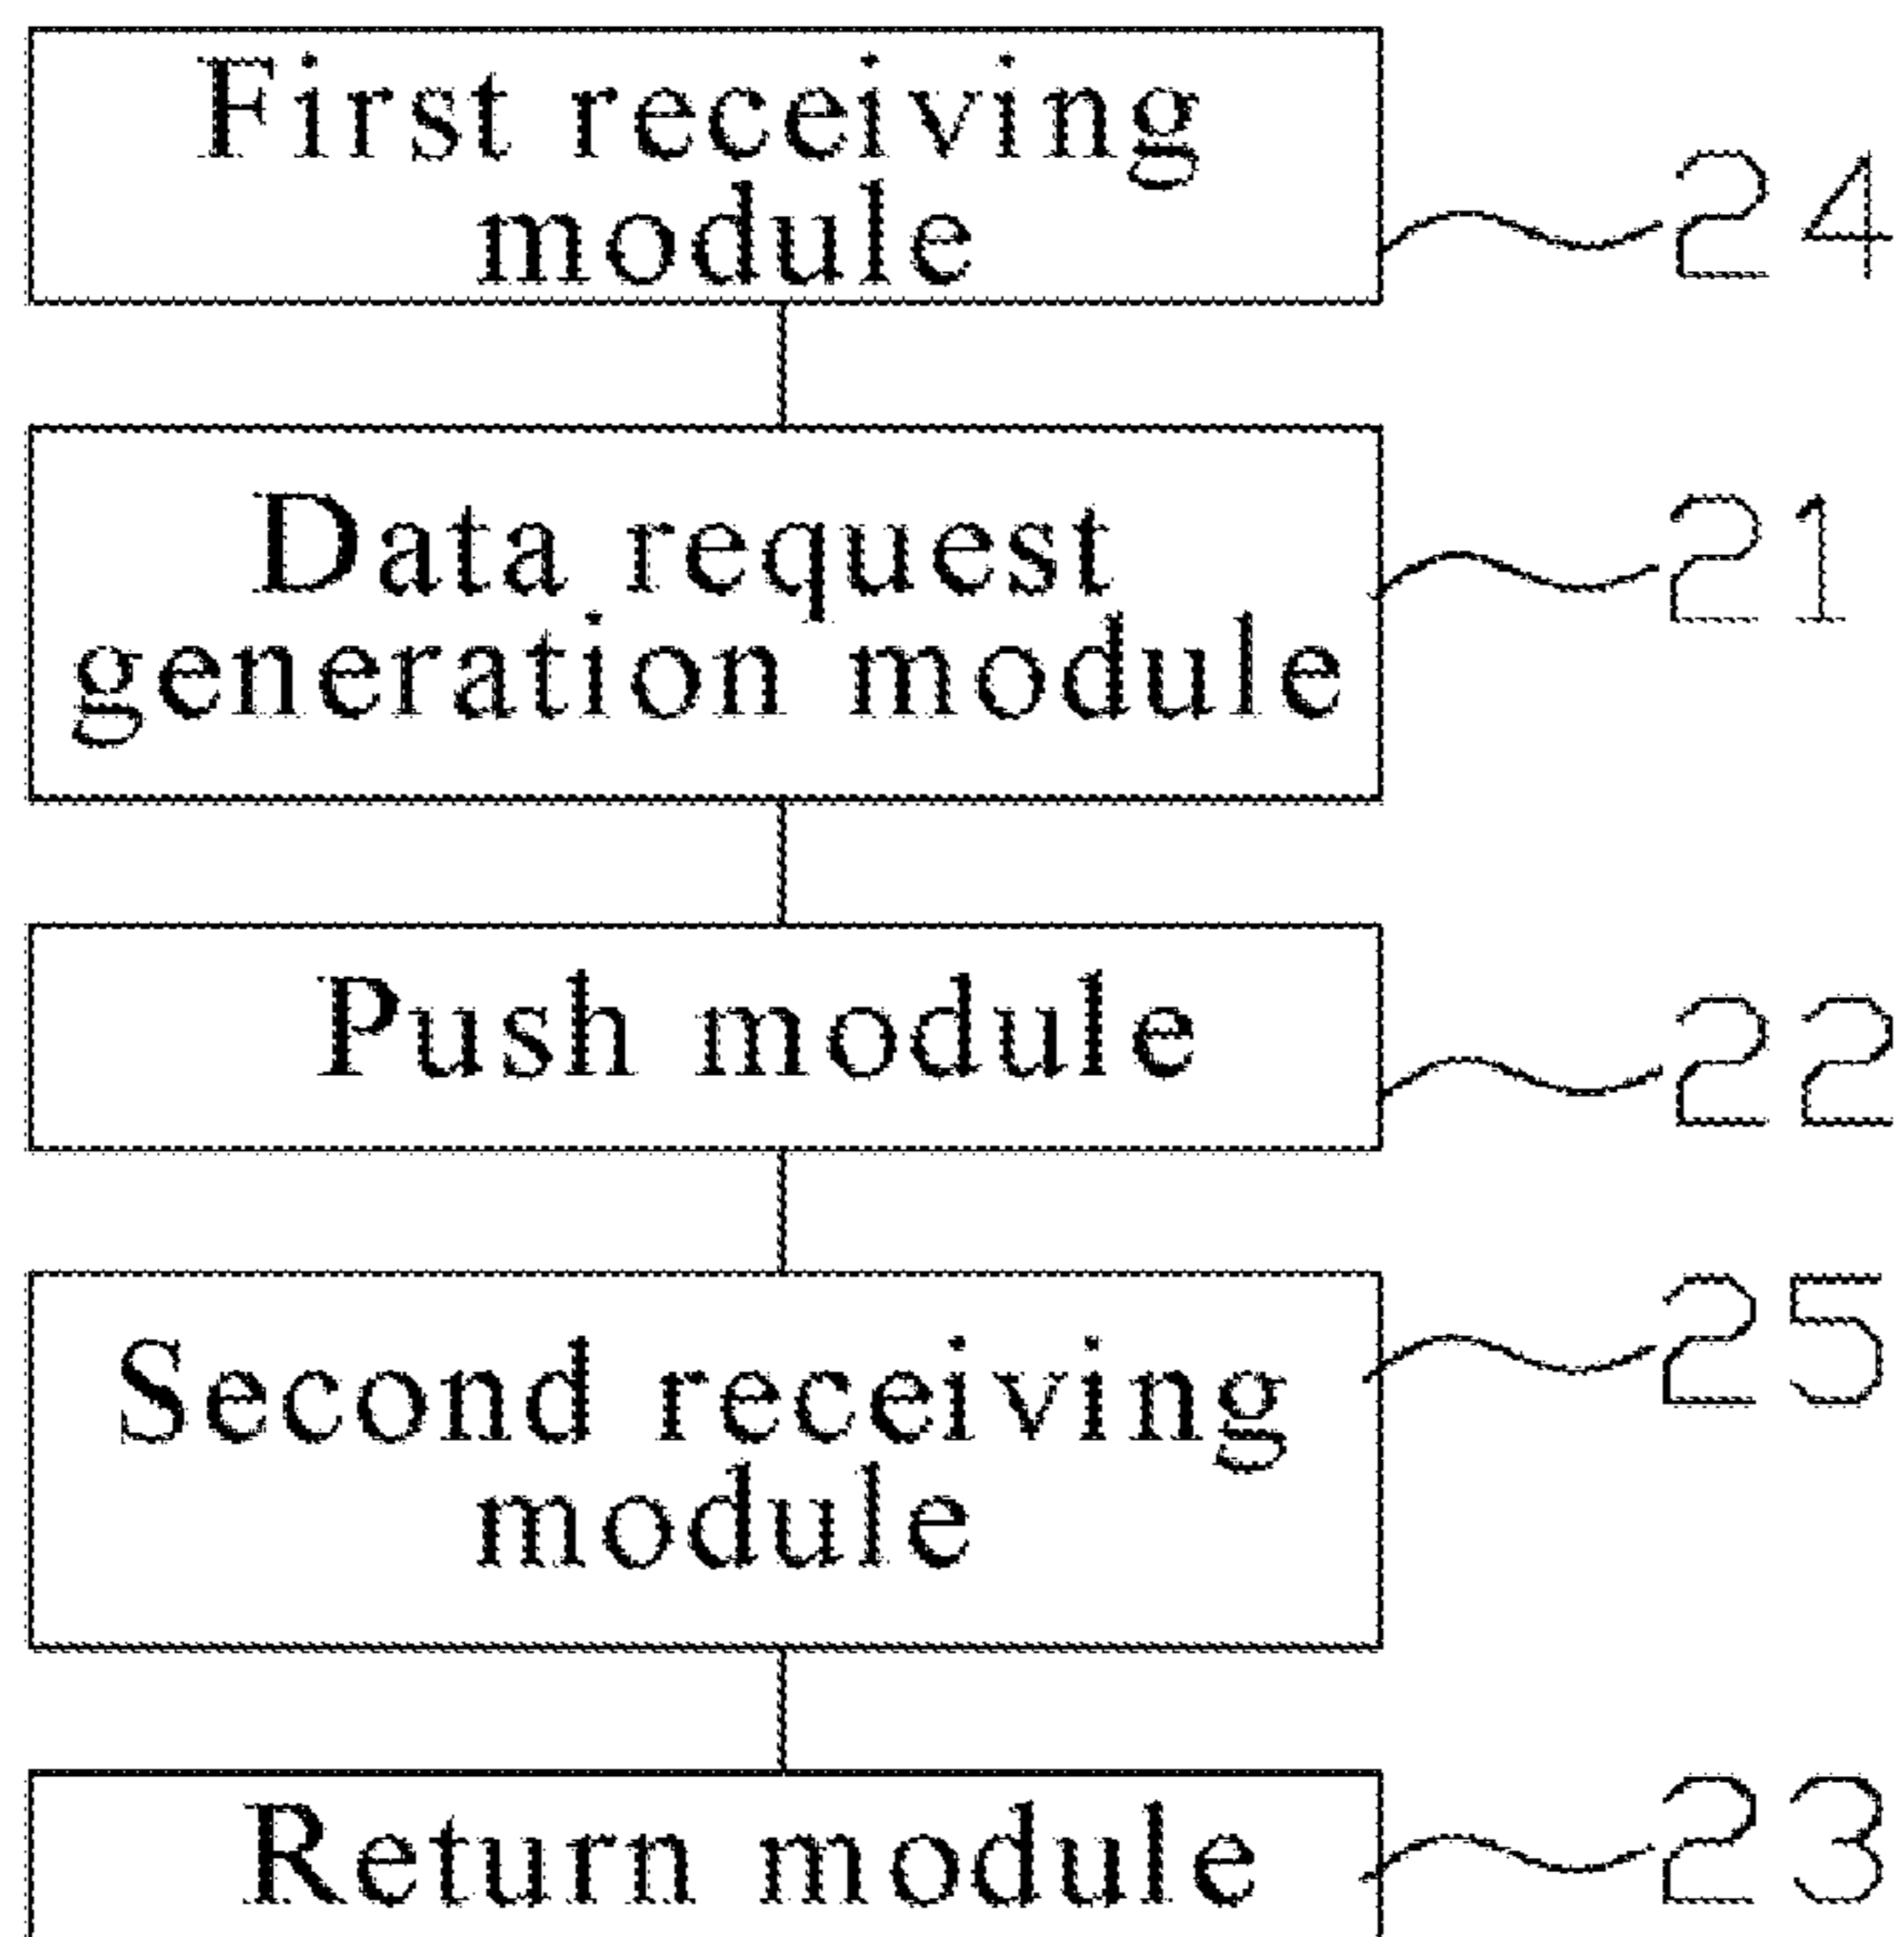 First receiving
module
24
Data request
generation module
21
Push module
22
Second receiving
module
25
Return module
23